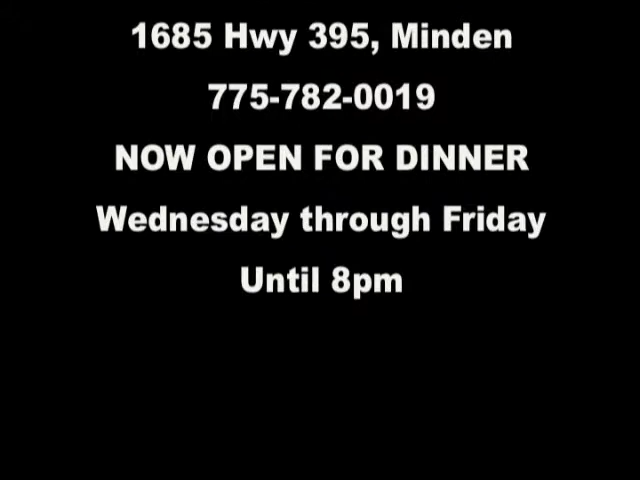 1685 Hwy 395, Minden
775-782-0019
NOW OPEN FOR DINNER
Wednesday through Friday
Until 8pm